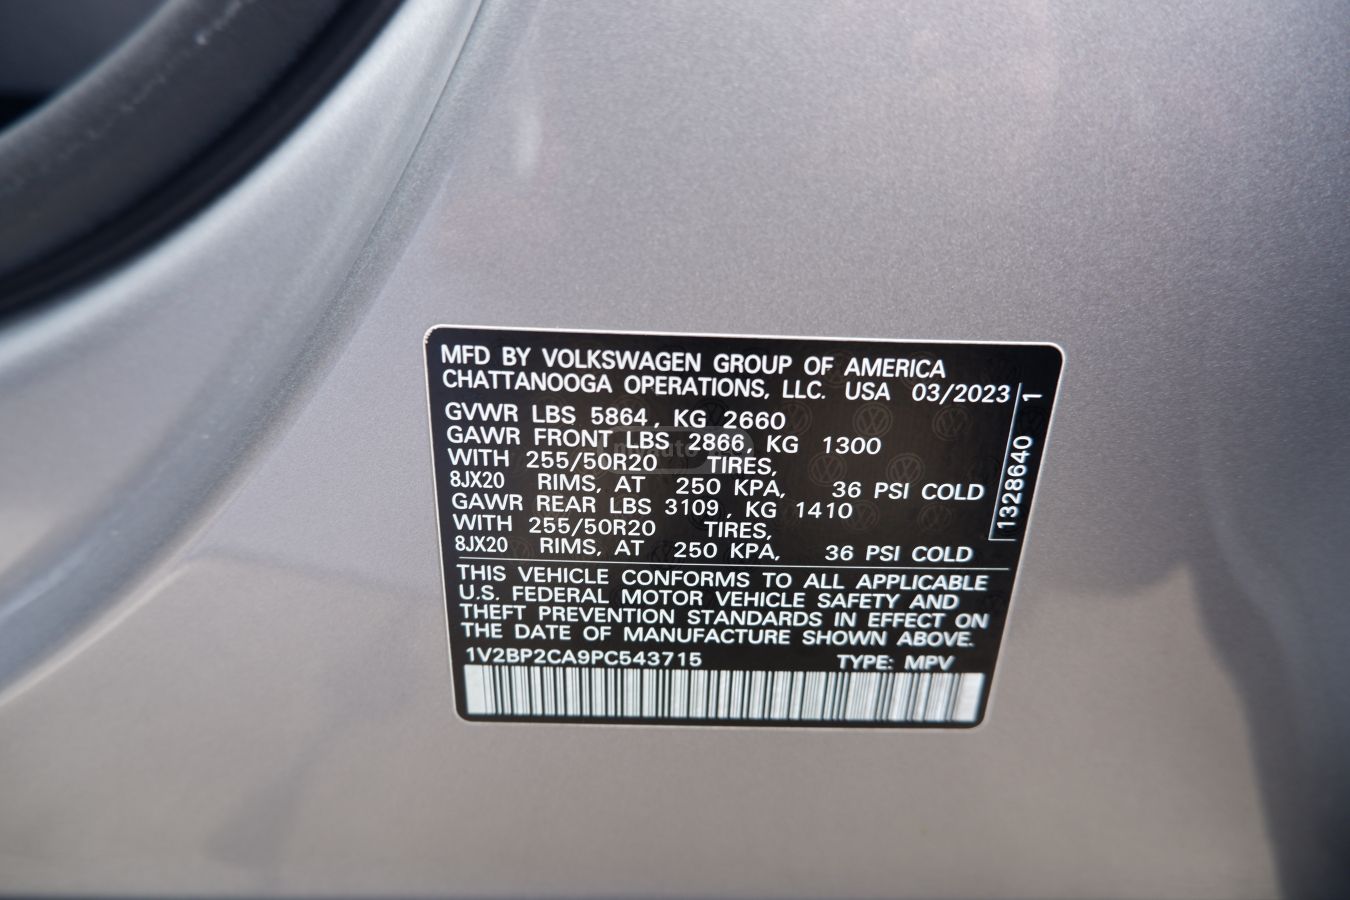 MFD BY VOLKSWAGEN GROUP OF AMERICA
CHATTANOOGA OPERATIONS, LLC. USA 03/2023
GVWR LBS 5864, KG 2660
GAWR FRONT LBS 2866, KG 1300
WITH 255/50R20 TIRES,
8JX20 RIMS, AT 250 KPA, 36 PSI COLD
GAWR REAR LBS 3109, KG 1410
WITH 255/50R20 TIRES,
8JX20 RIMS, AT 250 KPA, 36 PSI COLD
1328640 1
THIS VEHICLE CONFORMS TO ALL APPLICABLE
U.S. FEDERAL MOTOR VEHICLE SAFETY AND
THEFT PREVENTION STANDARDS IN EFFECT ON
THE DATE OF MANUFACTURE SHOWN ABOVE.
1V2BP2CA9PC543715 TYPE: MPV